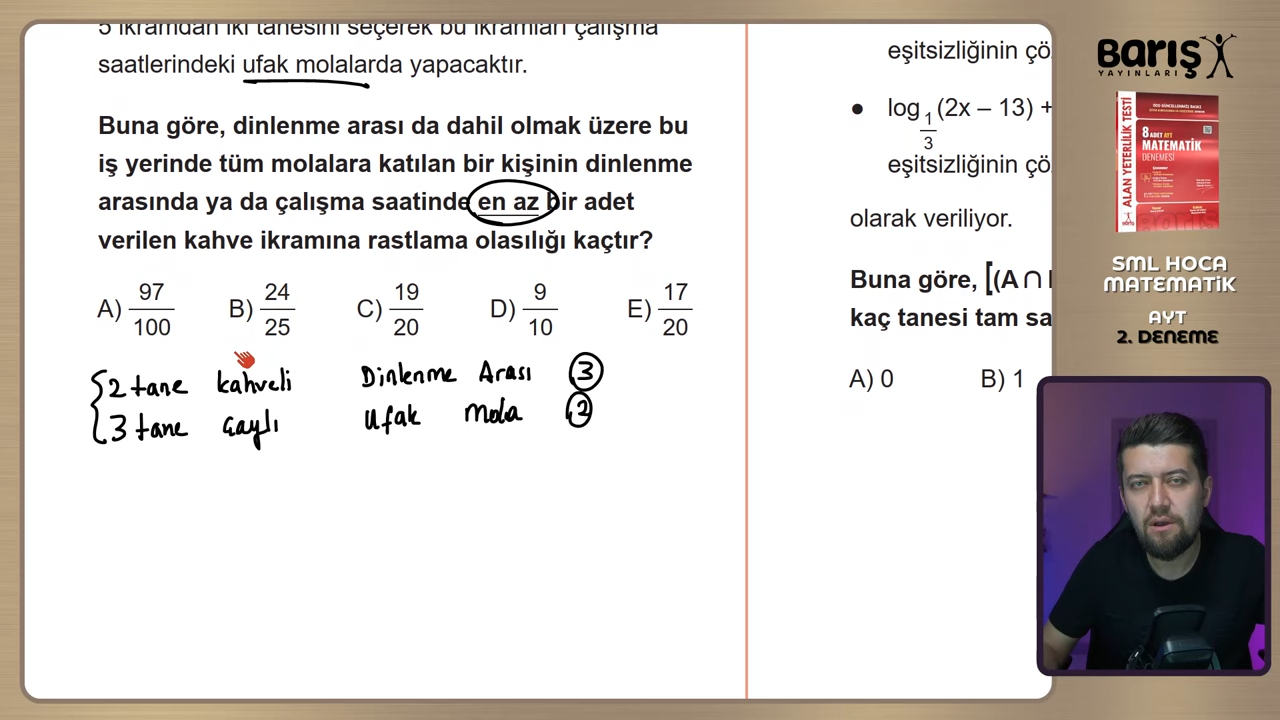 5 ikramdan iki tanesini seçerek bu ikramları çalışma
saatlerindeki ufak molalarda yapacaktır.
Buna göre, dinlenme arası da dahil olmak üzere bu
iş yerinde tüm molalara katılan bir kişinin dinlenme
arasında ya da çalışma saatinde en az bir adet
verilen kahve ikramına rastlama olasılığı kaçtır?
A) 97/100 B) 24/25 C) 19/20 D) 9/10 E) 17/20
2 tane kahveli Dinlenme Arası 3
3 tane çaylı Ufak Mola 2
eşitsizliğinin çö
• log 1/3 (2x – 13) +
eşitsizliğinin çö
olarak veriliyor.
Buna göre, [(A ∩
kaç tanesi tam sa
A) 0 B) 1
BARIŞ
YAYINLARI
ALAN YETERLİLİK TESTİ
8 ADET AYT
MATEMATİK
DENEMESİ
SML HOCA
MATEMATİK
AYT
2. DENEME